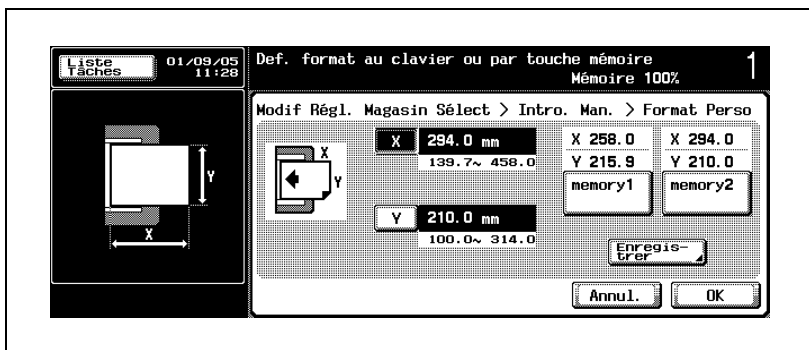 Liste
Tâches
01/09/05
11:28
Def. format au clavier ou par touche mémoire
Mémoire 100%
1
Modif Régl. Magasin Sélect > Intro. Man. > Format Perso
X
Y
X 294.0 mm
139.7~ 458.0
X 258.0
Y 215.9
memory1
X 294.0
Y 210.0
memory2
X
Y
Y 210.0 mm
100.0~ 314.0
Enregis-
trer
Annul.
OK